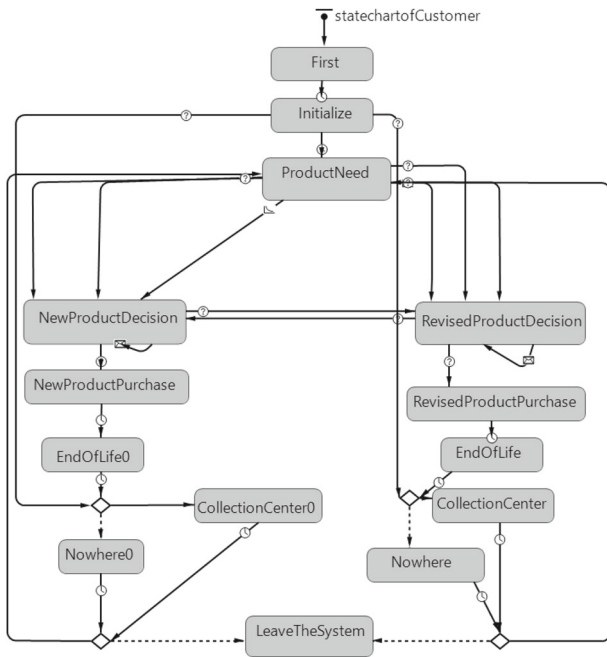 statechartofCustomer
First
Initialize
ProductNeed
NewProductDecision
RevisedProductDecision
NewProductPurchase
RevisedProductPurchase
EndOfLife0
EndOfLife
CollectionCenter0
CollectionCenter
Nowhere0
Nowhere
LeaveTheSystem